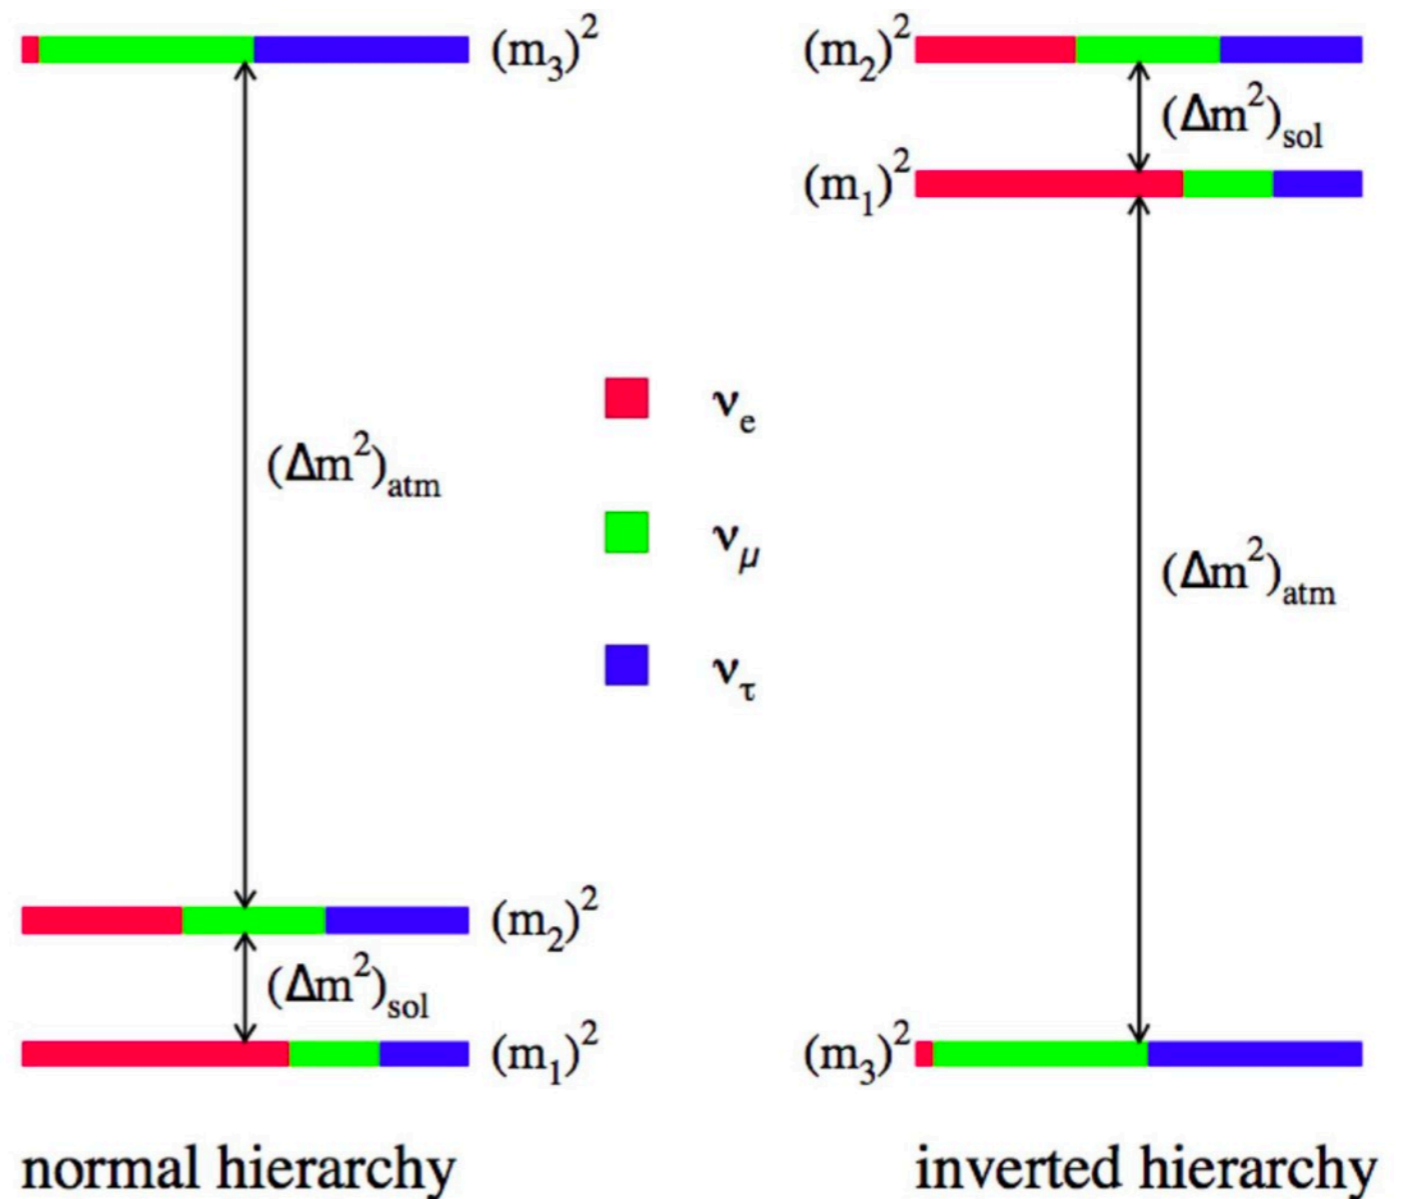 (m₃)²
(Δm²)atm
(m₂)²
(Δm²)sol
(m₁)²
normal hierarchy
νe
νμ
ντ
(m₂)²
(Δm²)sol
(m₁)²
(Δm²)atm
(m₃)²
inverted hierarchy